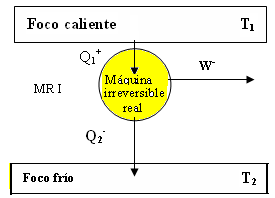 Foco caliente T₁
Q₁⁺
MR I
Máquina
irreversible
real
W⁻
Q₂⁻
Foco frío T₂